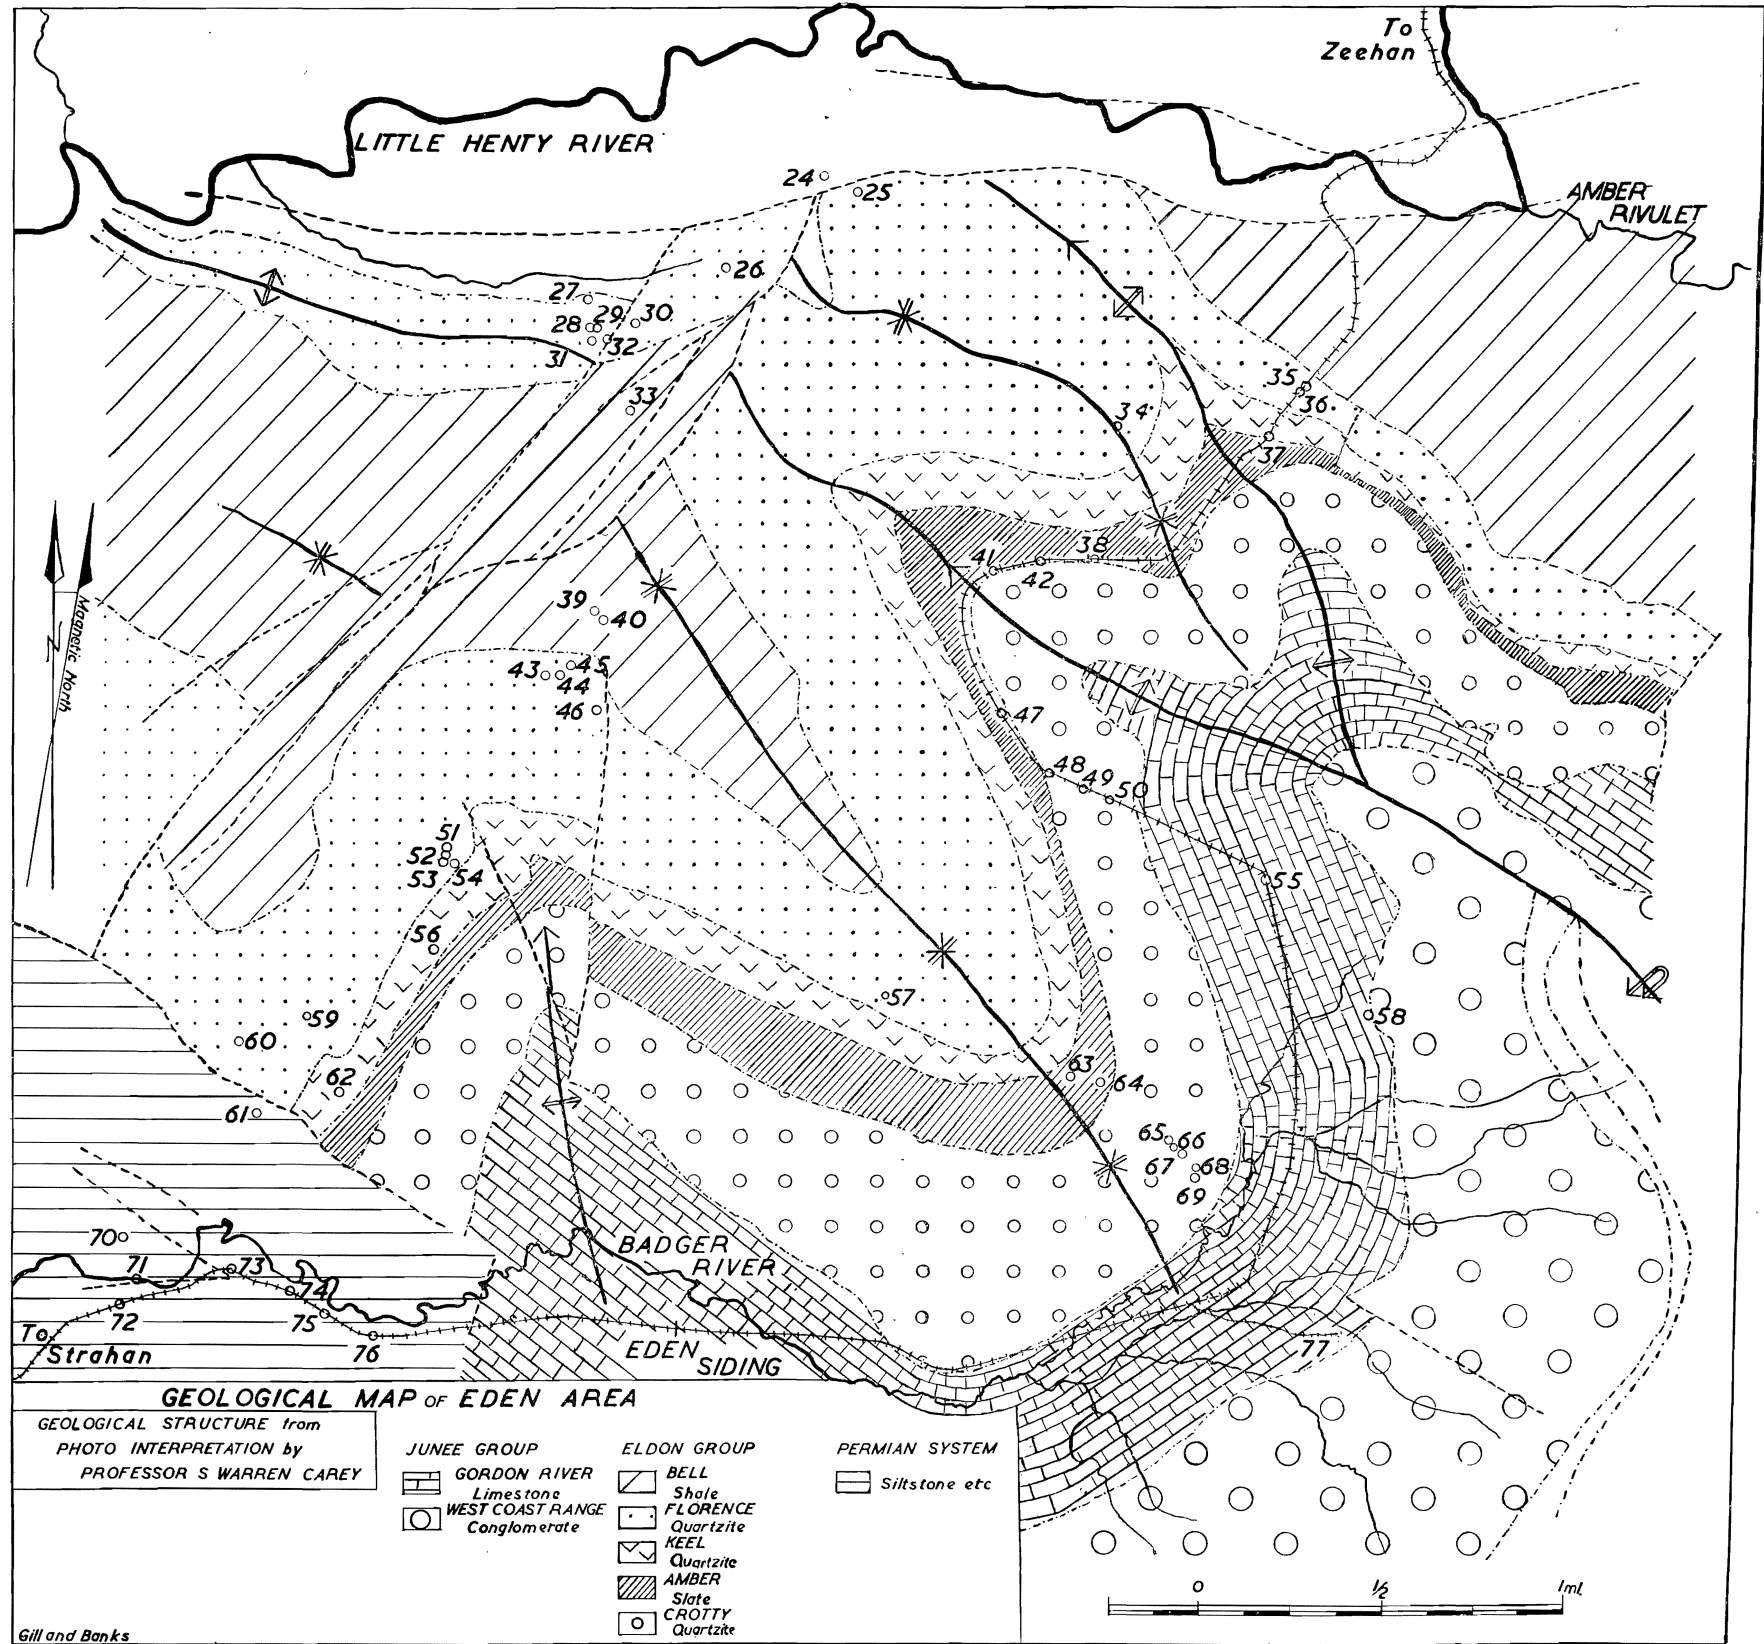 To
Zeehan
LITTLE HENTY RIVER
AMBER
RIVULET
24
25
26
27
28
29
30
31
32
33
34
35
36
37
38
39
40
41
42
43
44
45
46
47
48
49
50
51
52
53
54
55
56
57
58
59
60
61
62
63
64
65
66
67
68
69
70
71
72
73
74
75
76
77
N
Magnetic North
BADGER
RIVER
To
Strahan
EDEN
SIDING
GEOLOGICAL MAP OF EDEN AREA
GEOLOGICAL STRUCTURE from
PHOTO INTERPRETATION by
PROFESSOR S WARREN CAREY
JUNEE GROUP
GORDON RIVER
Limestone
WEST COAST RANGE
Conglomerate
ELDON GROUP
BELL
Shale
FLORENCE
Quartzite
KEEL
Quartzite
AMBER
Slate
CROTTY
Quartzite
PERMIAN SYSTEM
Siltstone etc
0 1/2 1ml.
Gill and Banks